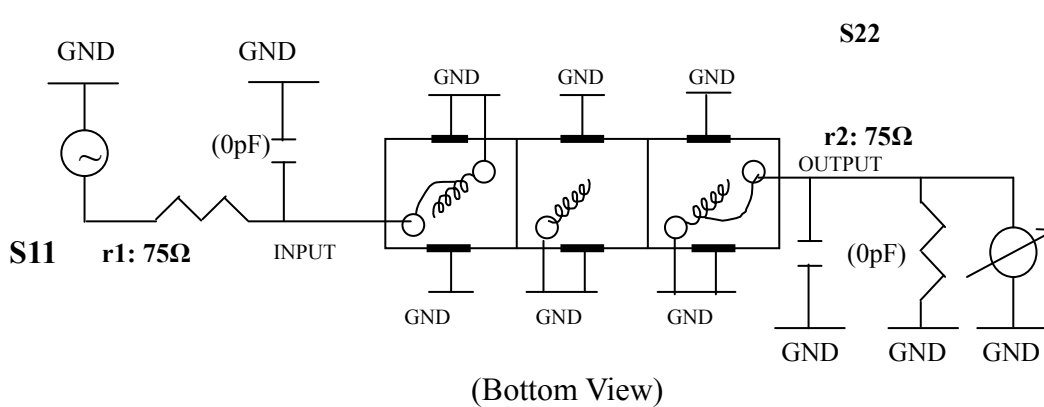 S22
GND
GND
GND
GND
GND
(0pF)
r2: 75Ω
OUTPUT
S11
r1: 75Ω
INPUT
(0pF)
GND
GND
GND
GND
GND
GND
(Bottom View)